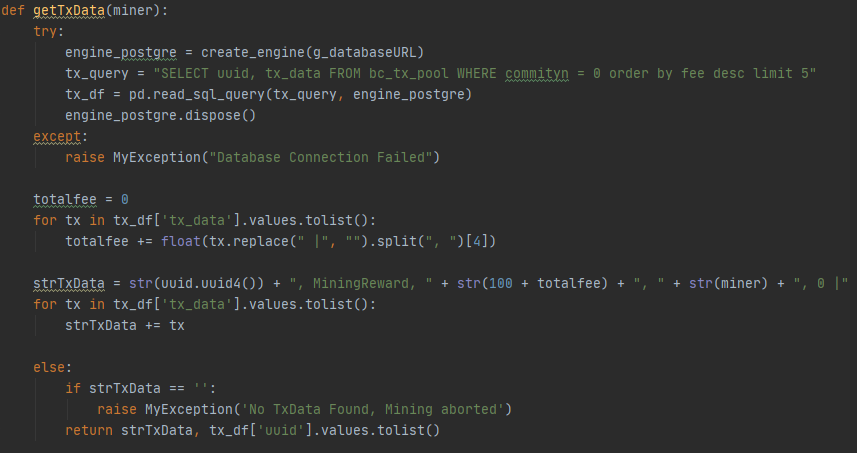 def getTxData(miner):
    try:
        engine_postgre = create_engine(g_databaseURL)
        tx_query = "SELECT uuid, tx_data FROM bc_tx_pool WHERE commityn = 0 order by fee desc limit 5"
        tx_df = pd.read_sql_query(tx_query, engine_postgre)
        engine_postgre.dispose()
    except:
        raise MyException("Database Connection Failed")

    totalfee = 0
    for tx in tx_df['tx_data'].values.tolist():
        totalfee += float(tx.replace(" |", "").split(", ")[4])

    strTxData = str(uuid.uuid4()) + ", MiningReward, " + str(100 + totalfee) + ", " + str(miner) + ", 0 |"
    for tx in tx_df['tx_data'].values.tolist():
        strTxData += tx

    else:
        if strTxData == '':
            raise MyException('No TxData Found, Mining aborted')
        return strTxData, tx_df['uuid'].values.tolist()